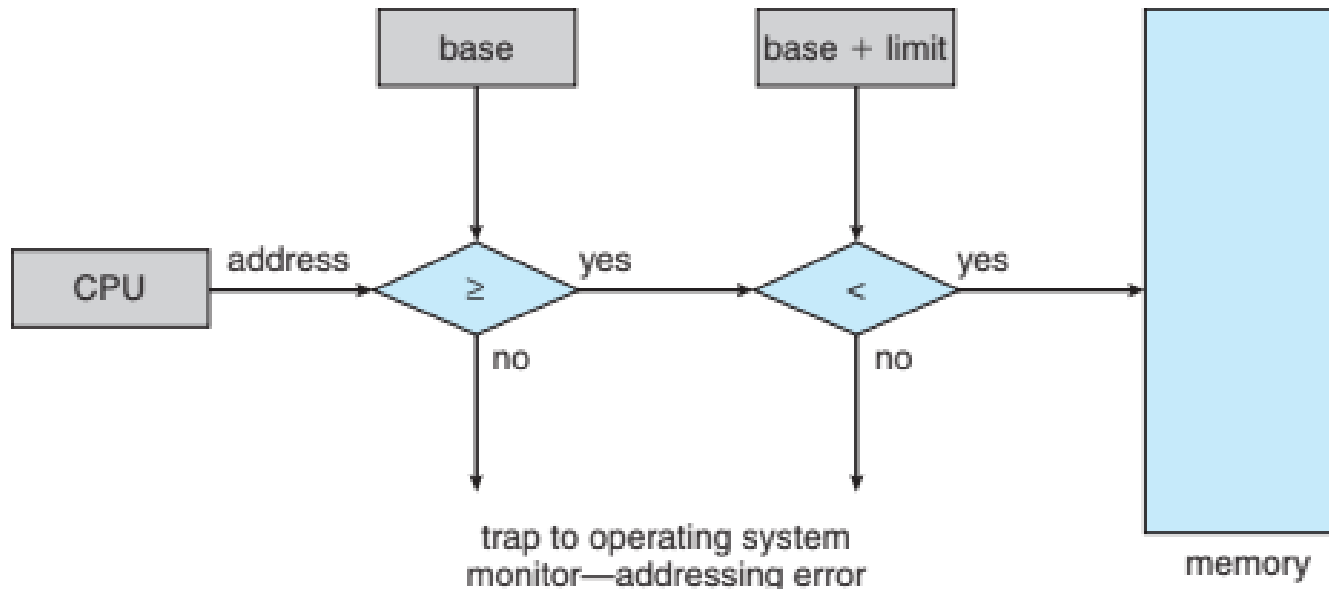 base
base + limit
CPU
address
≥
yes
<
yes
no
no
trap to operating system
monitor—addressing error
memory